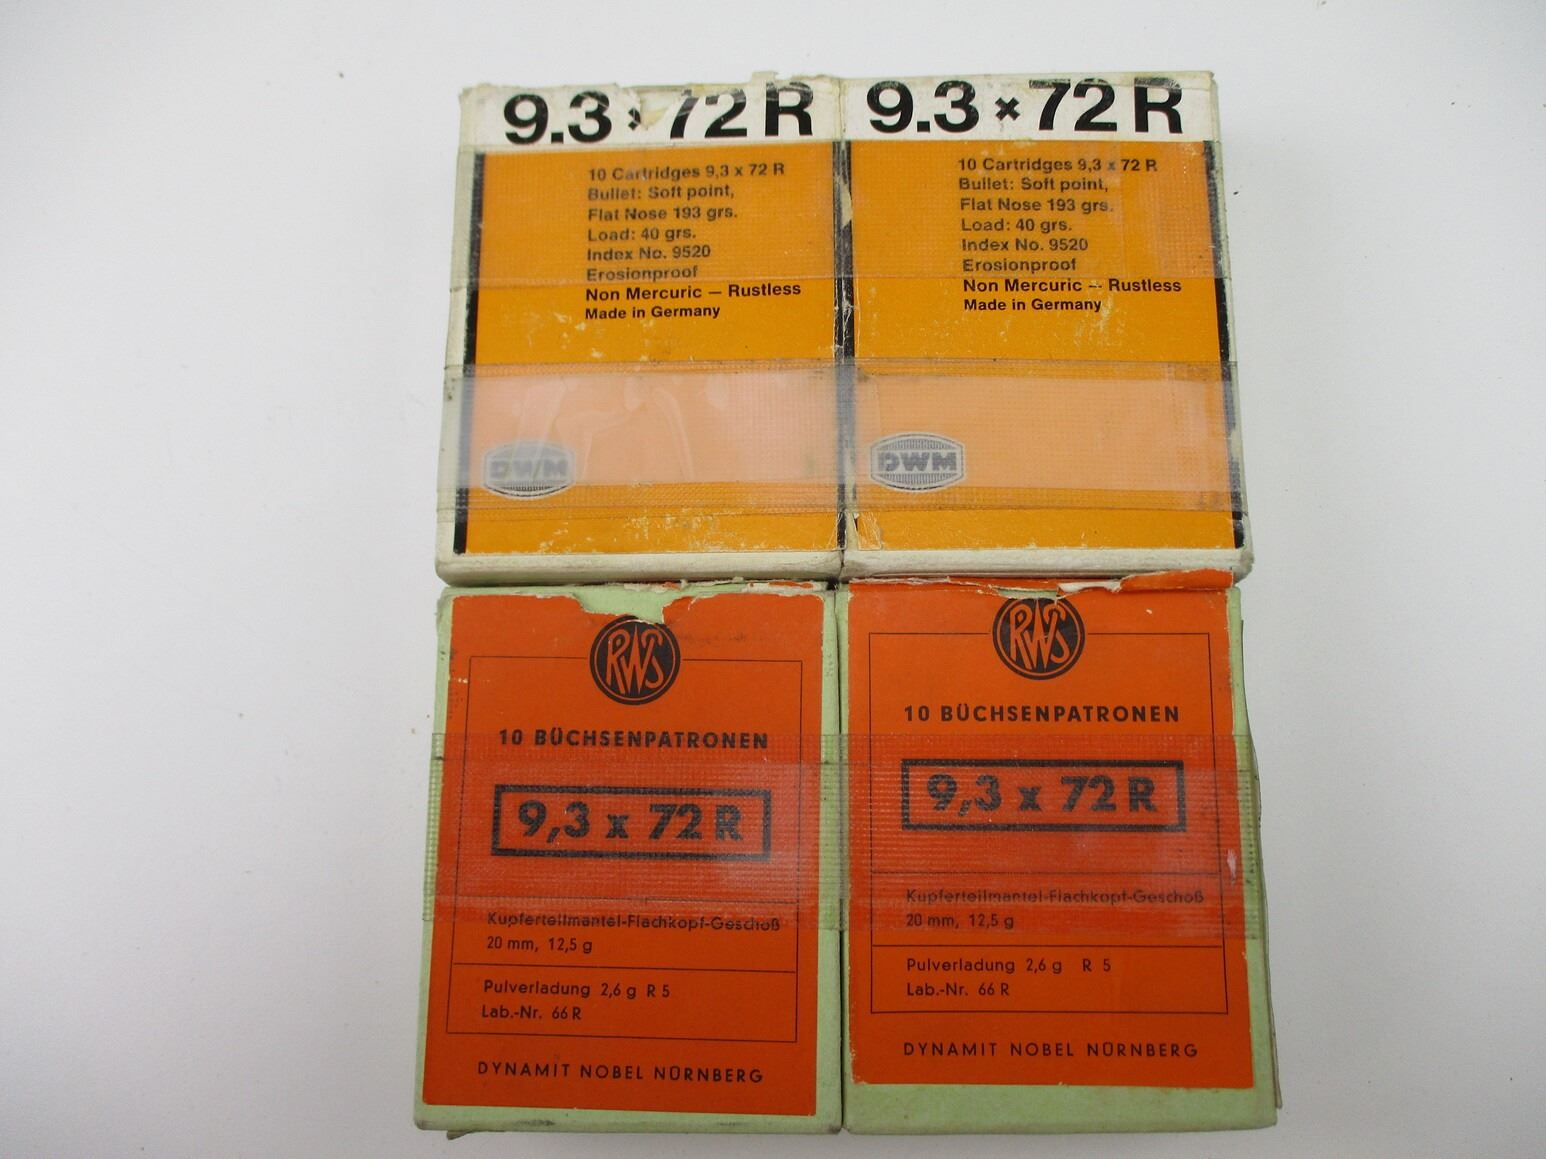 9.3 × 72 R
10 Cartridges 9,3 x 72 R
Bullet: Soft point,
Flat Nose 193 grs.
Load: 40 grs.
Index No. 9520
Erosionproof
Non Mercuric — Rustless
Made in Germany
DWM
9.3 × 72 R
10 Cartridges 9,3 x 72 R
Bullet: Soft point,
Flat Nose 193 grs.
Load: 40 grs.
Index No. 9520
Erosionproof
Non Mercuric — Rustless
Made in Germany
DWM
RWS
10 BÜCHSENPATRONEN
9,3 x 72 R
Kupferteilmantel-Flachkopf-Geschoß
20 mm, 12,5 g
Pulverladung 2,6 g R 5
Lab.-Nr. 66 R
DYNAMIT NOBEL NÜRNBERG
RWS
10 BÜCHSENPATRONEN
9,3 x 72 R
Kupferteilmantel-Flachkopf-Geschoß
20 mm, 12,5 g
Pulverladung 2,6 g R 5
Lab.-Nr. 66 R
DYNAMIT NOBEL NÜRNBERG